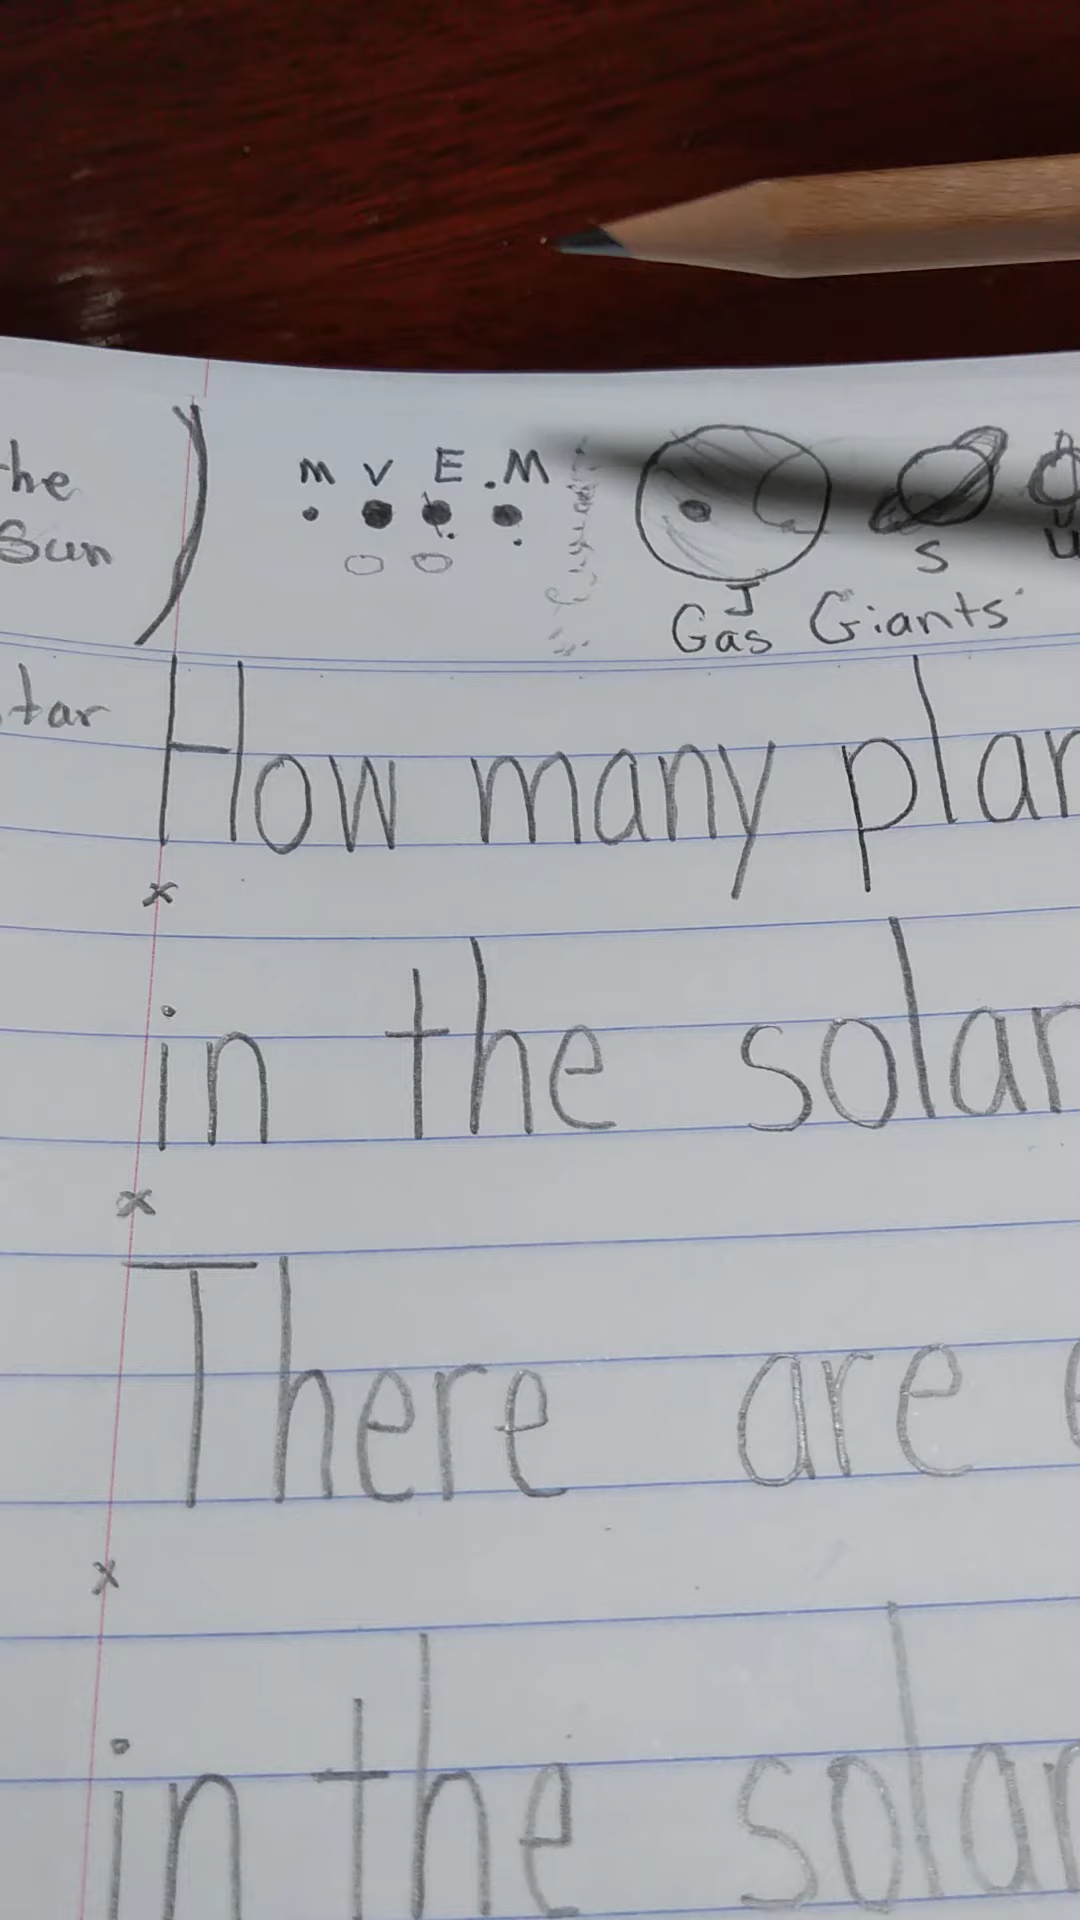 the
Sun
M V E M
J S U
Gas Giants
tar
How many plan
in the solar
There are
in the solar